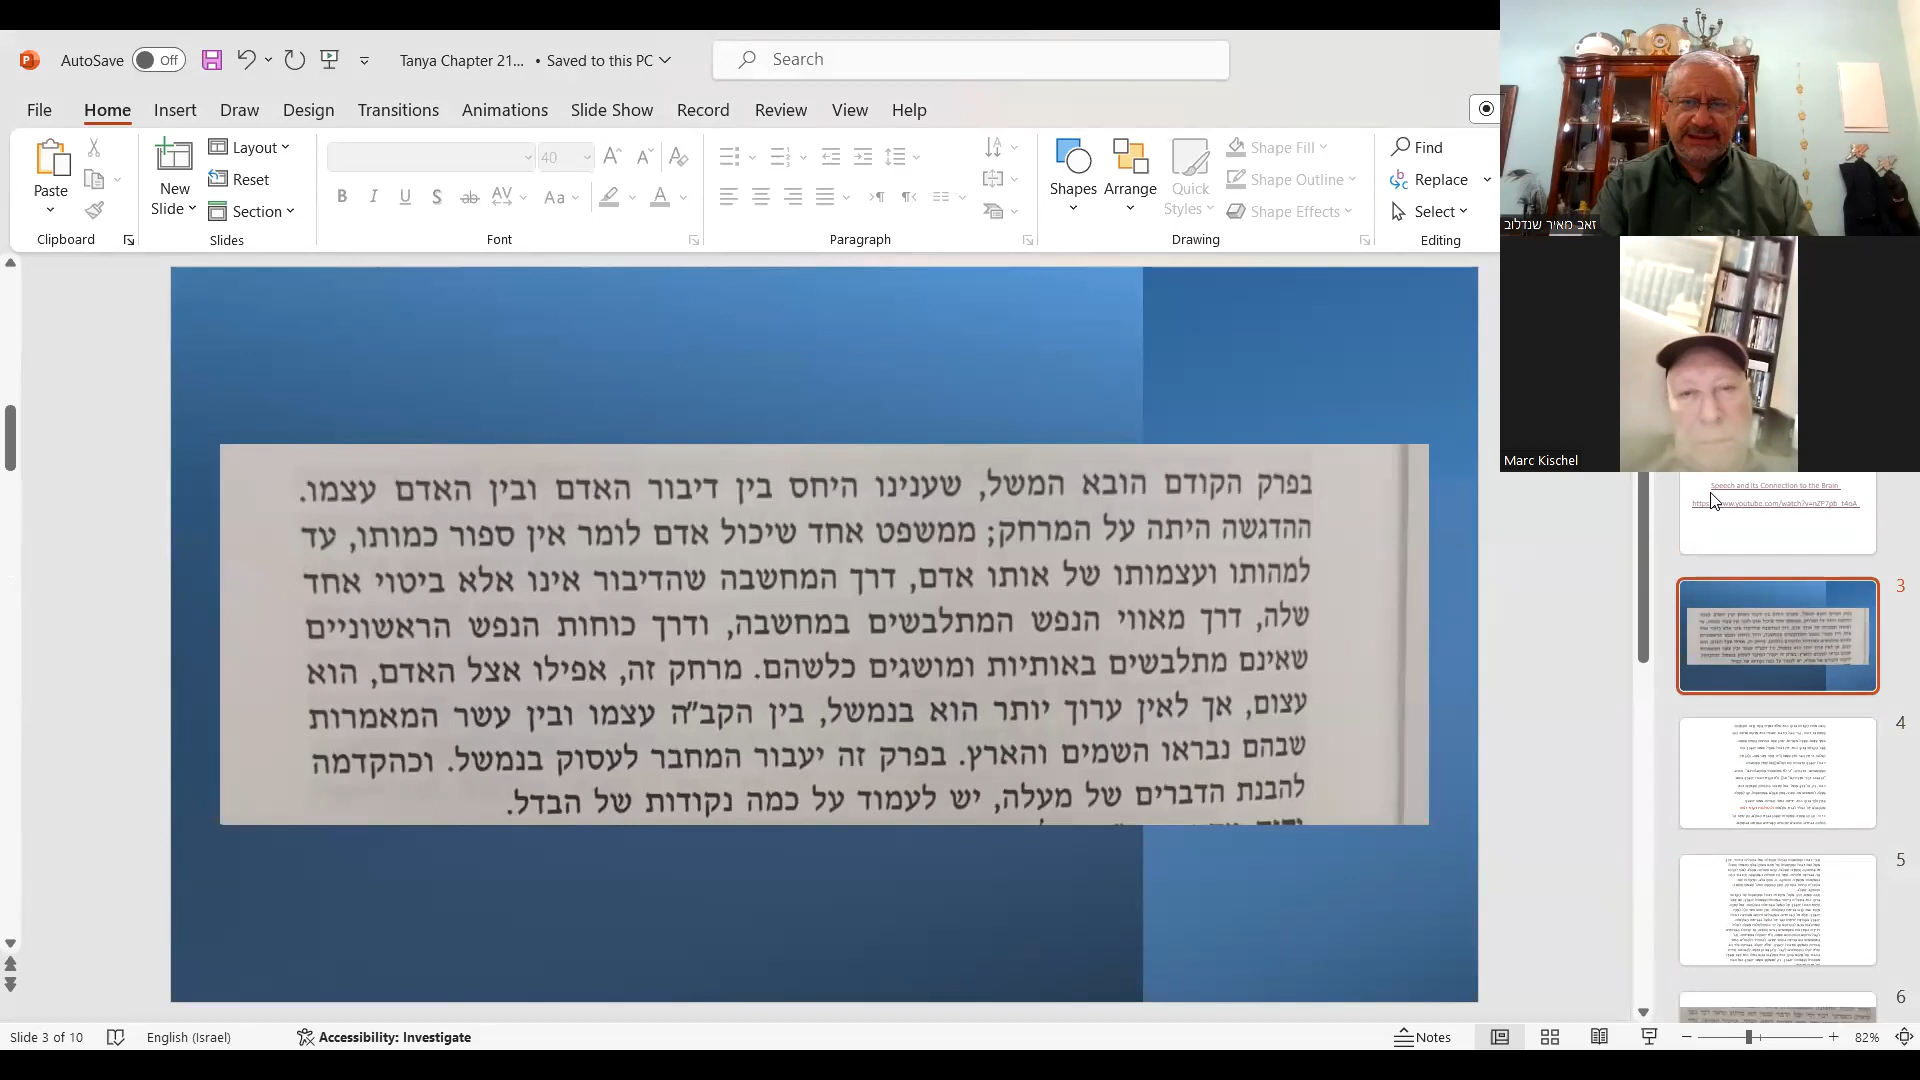 AutoSave Off Tanya Chapter 21... • Saved to this PC Search
File Home Insert Draw Design Transitions Animations Slide Show Record Review View Help
Paste
New Slide
Layout
Reset
Section
40
B I U S ab AV Aa A
Shapes
Arrange
Quick Styles
Shape Fill
Shape Outline
Shape Effects
Find
Replace
Select
Clipboard Slides Font Paragraph Drawing Editing
זאב מאיר שנדלוב
Marc Kischel
בפרק הקודם הובא המשל, שענינו היחס בין דיבור האדם ובין האדם עצמו.
ההדגשה היתה על המרחק; ממשפט אחד שיכול אדם לומר אין ספור כמותו, עד
למהותו ועצמותו של אותו אדם, דרך המחשבה שהדיבור אינו אלא ביטוי אחד
שלה, דרך מאווי הנפש המתלבשים במחשבה, ודרך כוחות הנפש הראשוניים
שאינם מתלבשים באותיות ומושגים כלשהם. מרחק זה, אפילו אצל האדם, הוא
עצום, אך לאין ערוך יותר הוא בנמשל, בין הקב"ה עצמו ובין עשר המאמרות
שבהם נבראו השמים והארץ. בפרק זה יעבור המחבר לעסוק בנמשל. וכהקדמה
להבנת הדברים של מעלה, יש לעמוד על כמה נקודות של הבדל.
Speech and its Connection to the Brain
3
4
5
6
Slide 3 of 10 English (Israel) Accessibility: Investigate Notes 82%